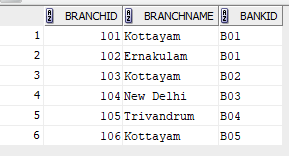 BRANCHID BRANCHNAME BANKID
1 101 Kottayam B01
2 102 Ernakulam B01
3 103 Kottayam B02
4 104 New Delhi B03
5 105 Trivandrum B04
6 106 Kottayam B05